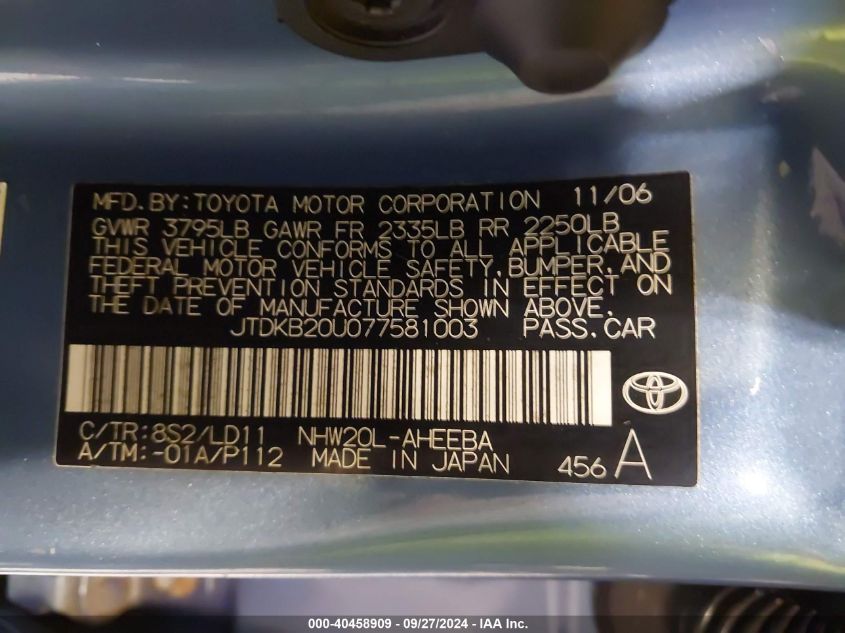 MFD. BY: TOYOTA MOTOR CORPORATION 11/06
GVWR 3795LB GAWR FR 2335LB RR 2250LB
THIS VEHICLE CONFORMS TO ALL APPLICABLE
FEDERAL MOTOR VEHICLE SAFETY, BUMPER, AND
THEFT PREVENTION STANDARDS IN EFFECT ON
THE DATE OF MANUFACTURE SHOWN ABOVE.
JTDKB20U077581003 PASS. CAR
C/TR: 8S2/LD11 NHW20L-AHEEBA
A/TM: -01A/P112 MADE IN JAPAN 456 A
000-40458909 - 09/27/2024 - IAA Inc.